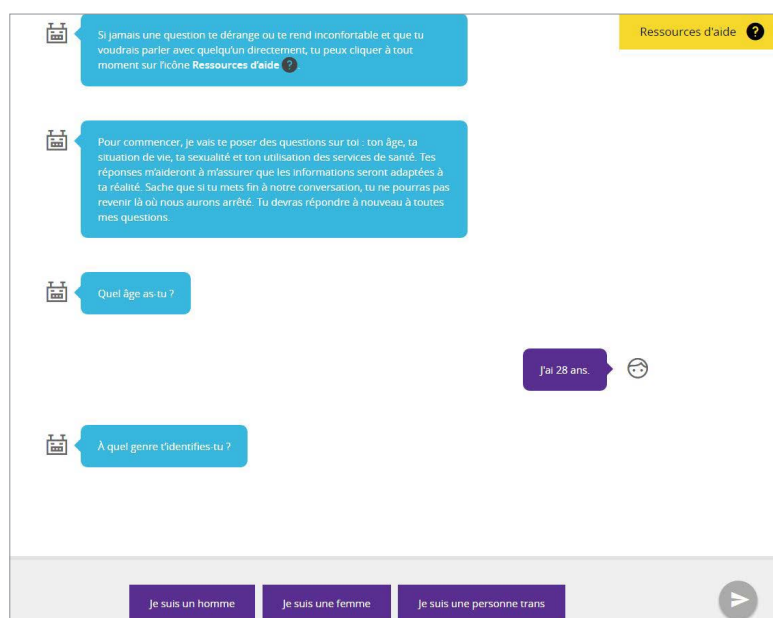 Si jamais une question te dérange ou te rend inconfortable et que tu
voudrais parler avec quelqu'un directement, tu peux cliquer à tout
moment sur l'icône Ressources d'aide ?.
Ressources d'aide ?
Pour commencer, je vais te poser des questions sur toi : ton âge, ta
situation de vie, ta sexualité et ton utilisation des services de santé. Tes
réponses m'aideront à m'assurer que les informations seront adaptées à
ta réalité. Sache que si tu mets fin à notre conversation, tu ne pourras pas
revenir là où nous aurons arrêté. Tu devras répondre à nouveau à toutes
mes questions.
Quel âge as-tu ?
J'ai 28 ans.
À quel genre t'identifies-tu ?
Je suis un homme
Je suis une femme
Je suis une personne trans